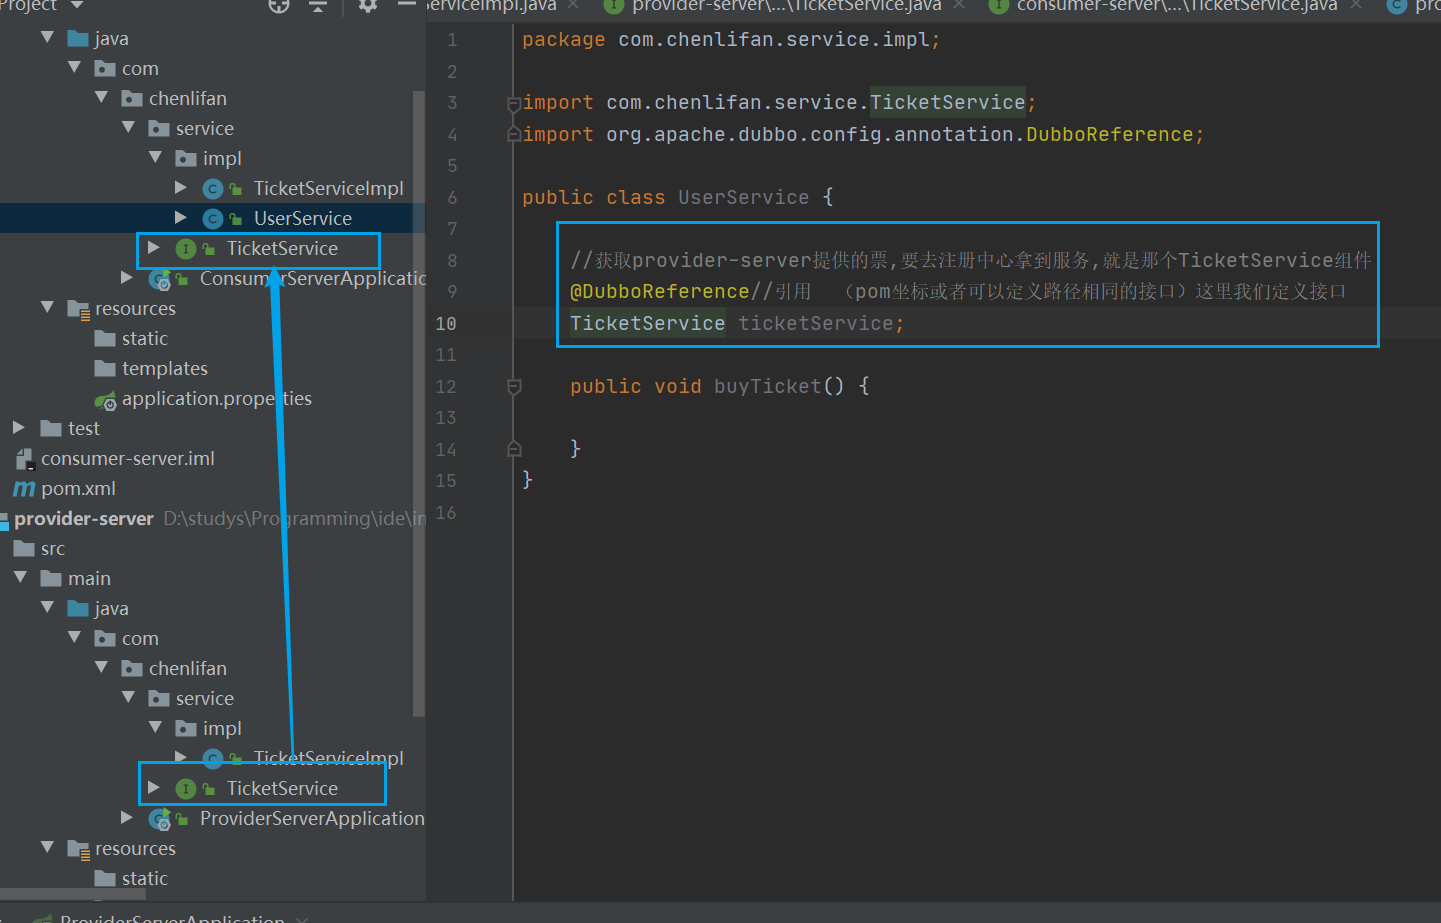 Project
java
com
chenlifan
service
impl
TicketServiceImpl
UserService
TicketService
ConsumerServerApplicatic
resources
static
templates
application.properties
test
consumer-server.iml
pom.xml
provider-server D:\studys\Programming\ide\in
src
main
java
com
chenlifan
service
impl
TicketServiceImpl
TicketService
ProviderServerApplication
resources
static
ProviderServerApplication
ServiceImpl.java provider-server\...\TicketService.java consumer-server\...\TicketService.java pro
1 package com.chenlifan.service.impl;
2
3 import com.chenlifan.service.TicketService;
4 import org.apache.dubbo.config.annotation.DubboReference;
5
6 public class UserService {
7
8 //获取provider-server提供的票,要去注册中心拿到服务,就是那个TicketService组件
9 @DubboReference//引用 （pom坐标或者可以定义路径相同的接口）这里我们定义接口
10 TicketService ticketService;
11
12 public void buyTicket() {
13
14 }
15 }
16